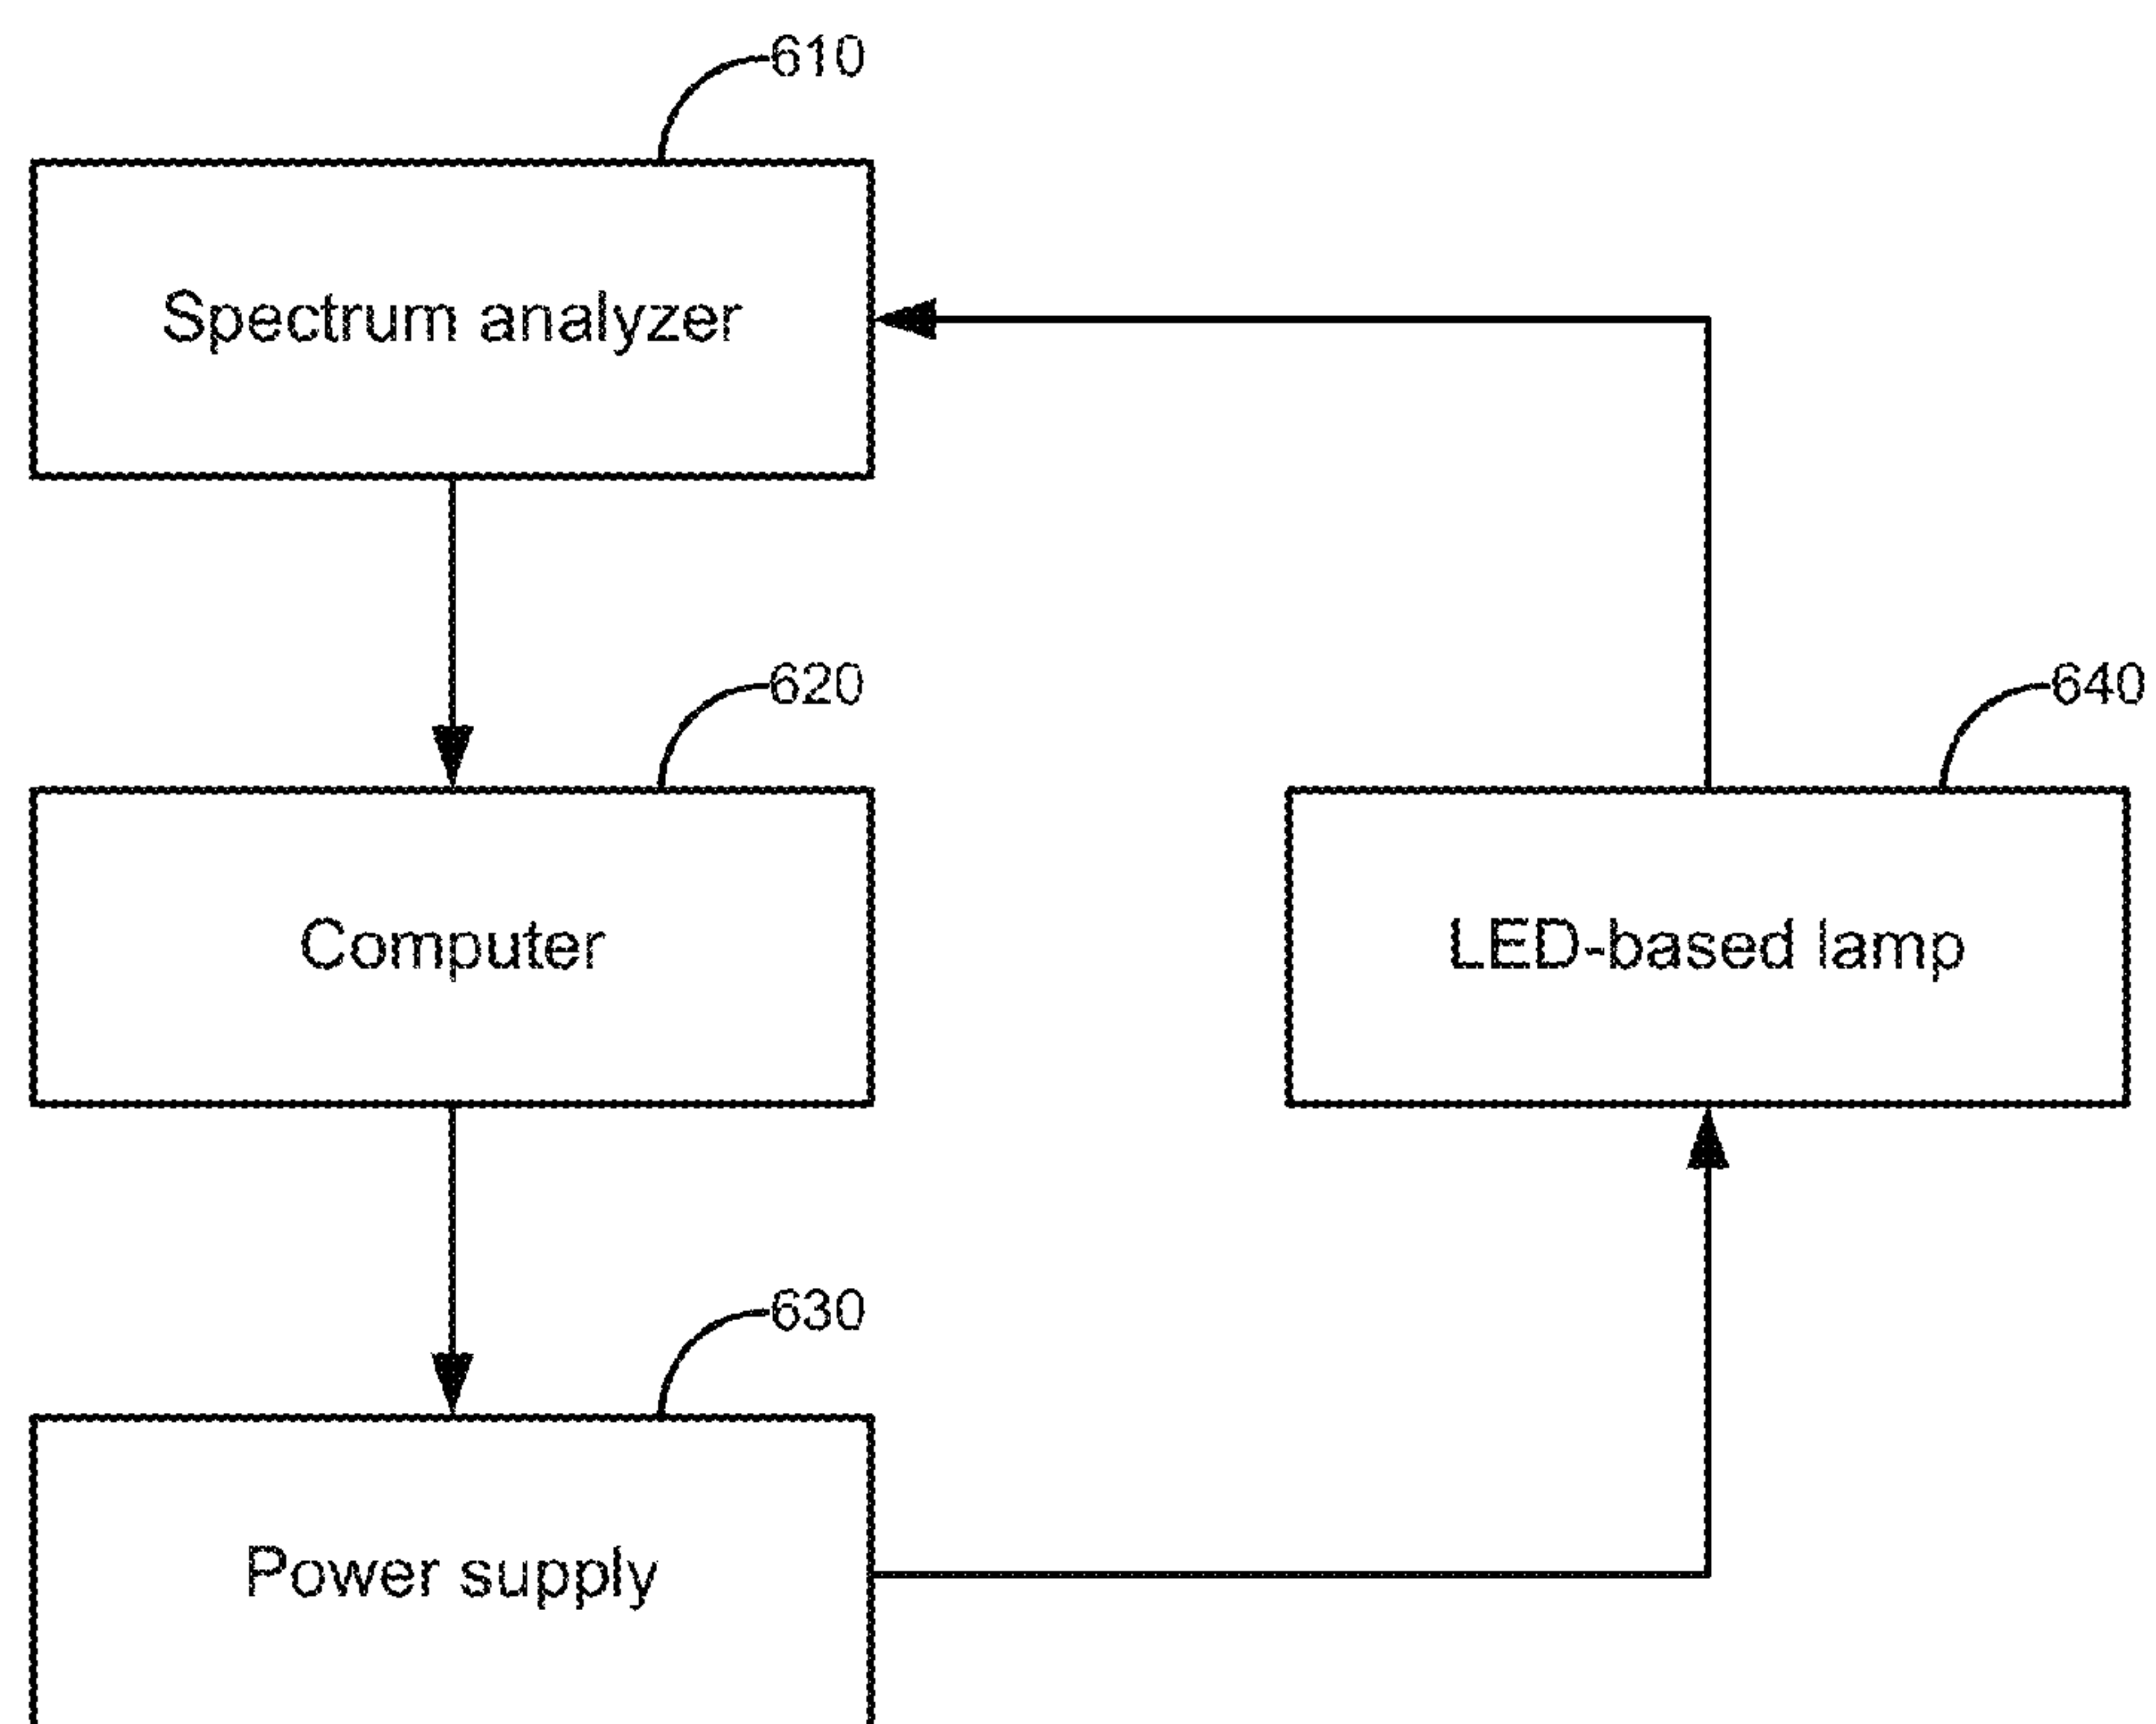 610
Spectrum analyzer
620
Computer
640
LED-based lamp
630
Power supply